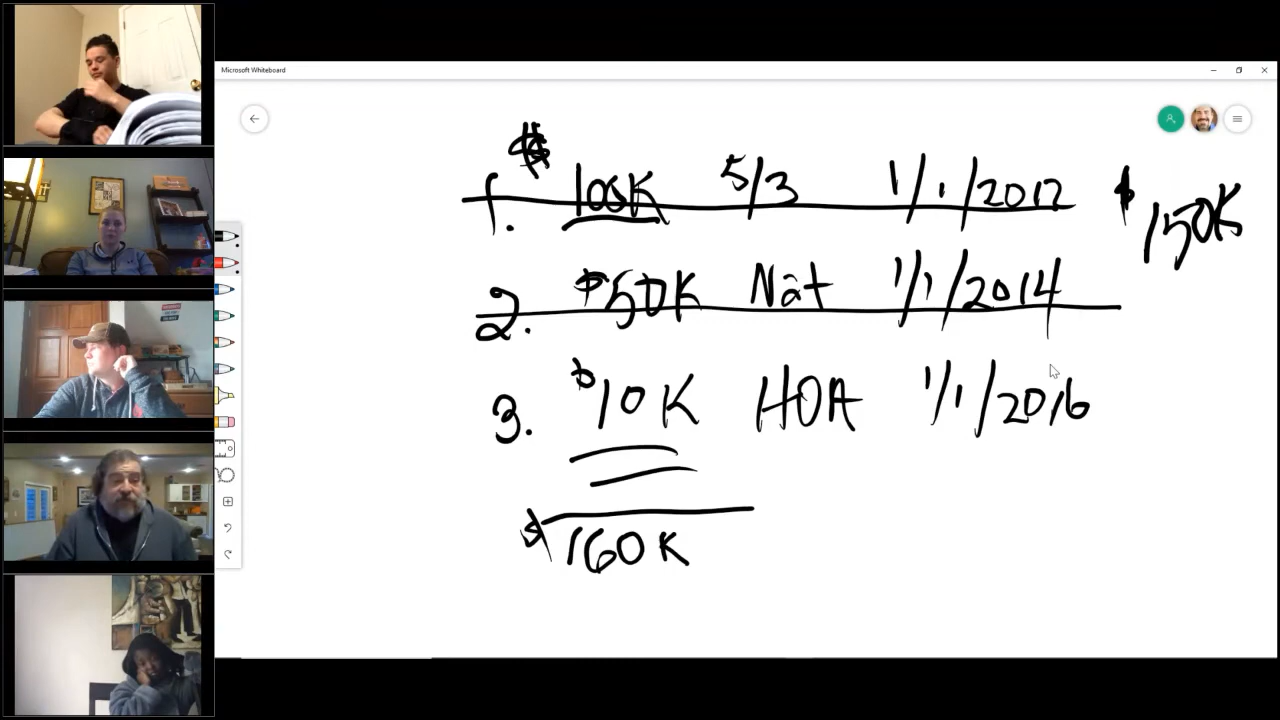 Microsoft Whiteboard
$
1. 100K 5/3 1/1/2012
$150K
2. $50K Nat 1/1/2014
3. $10K HOA 1/1/2016
$160K